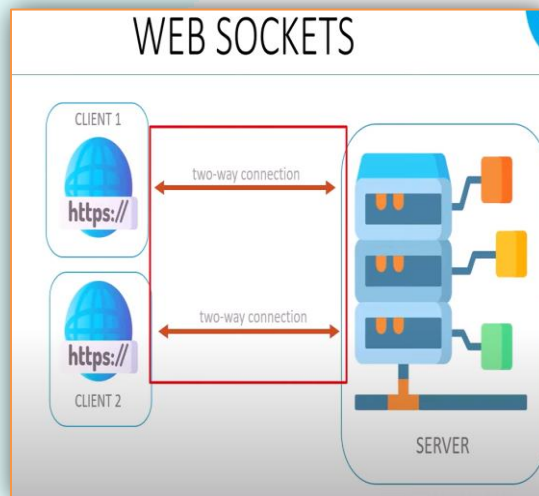 WEB SOCKETS
CLIENT 1
https://
two-way connection
https://
two-way connection
CLIENT 2
SERVER